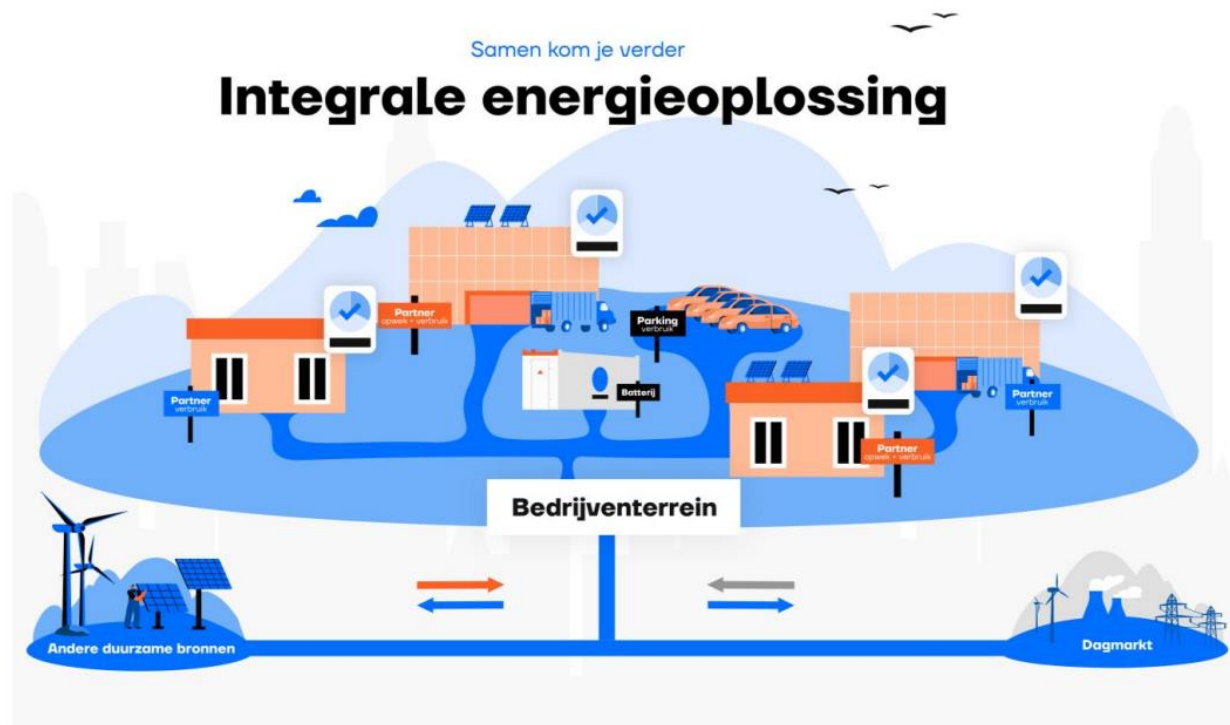 Samen kom je verder
Integrale energieoplossing
Partner
opwek + verbruik
Parking
verbruik
Partner
verbruik
Batterij
Partner
verbruik
Partner
opwek + verbruik
Bedrijventerrein
Andere duurzame bronnen
Dagmarkt